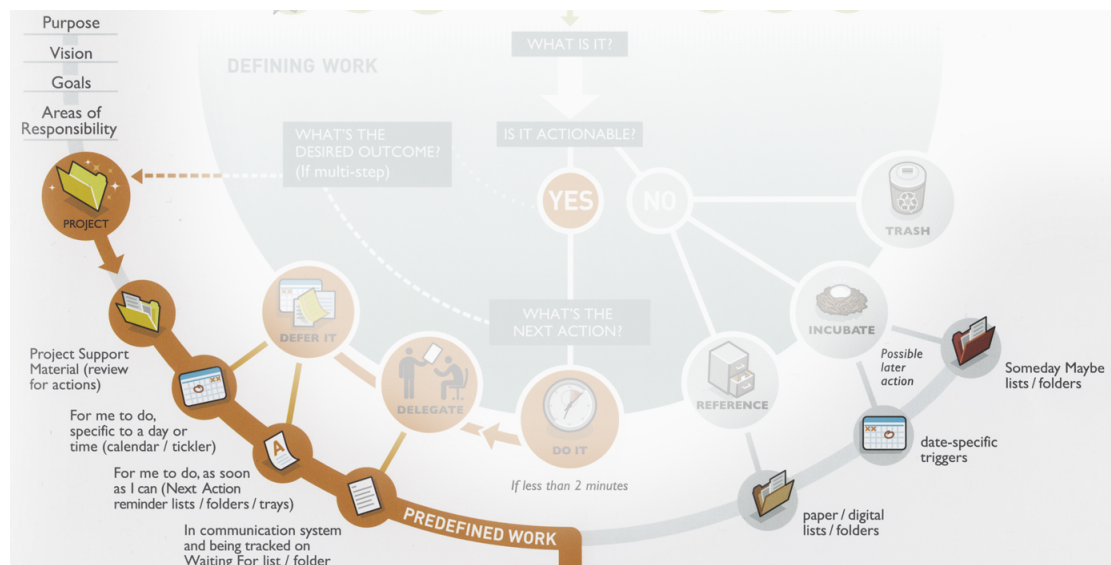 Purpose
Vision
Goals
Areas of
Responsibility
WHAT IS IT?
DEFINING WORK
WHAT'S THE
DESIRED OUTCOME?
(If multi-step)
IS IT ACTIONABLE?
YES
NO
TRASH
PROJECT
DEFER IT
WHAT'S THE
NEXT ACTION?
INCUBATE
Possible
later
action
Someday Maybe
lists / folders
Project Support
Material (review
for actions)
DELEGATE
DO IT
REFERENCE
For me to do,
specific to a day or
time (calendar / tickler)
A
date-specific
triggers
For me to do, as soon
as I can (Next Action
reminder lists / folders / trays)
If less than 2 minutes
PREDEFINED WORK
paper / digital
lists / folders
In communication system
and being tracked on
Waiting For list / folder